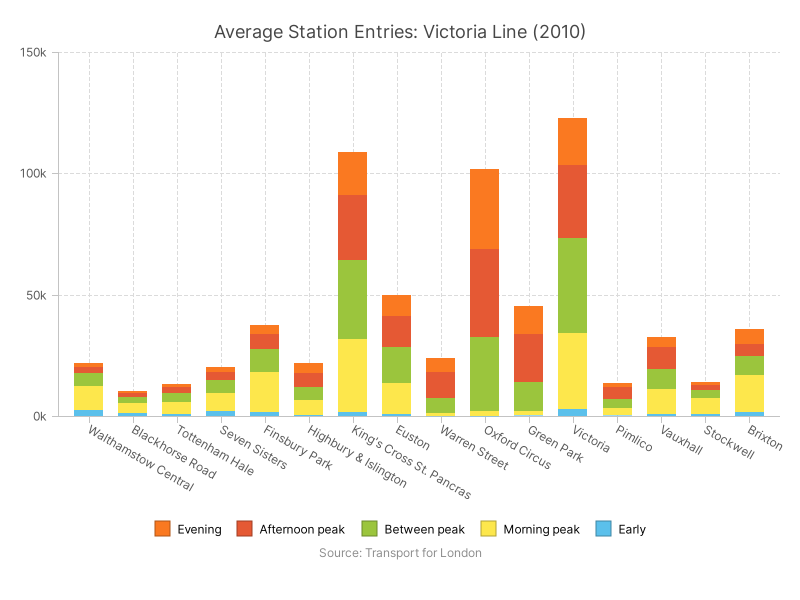 Average Station Entries: Victoria Line (2010)
150k
100k
50k
0k
Walthamstow Central
Blackhorse Road
Tottenham Hale
Seven Sisters
Finsbury Park
Highbury & Islington
King's Cross St. Pancras
Euston
Warren Street
Oxford Circus
Green Park
Victoria
Pimlico
Vauxhall
Stockwell
Brixton
Evening Afternoon peak Between peak Morning peak Early
Source: Transport for London